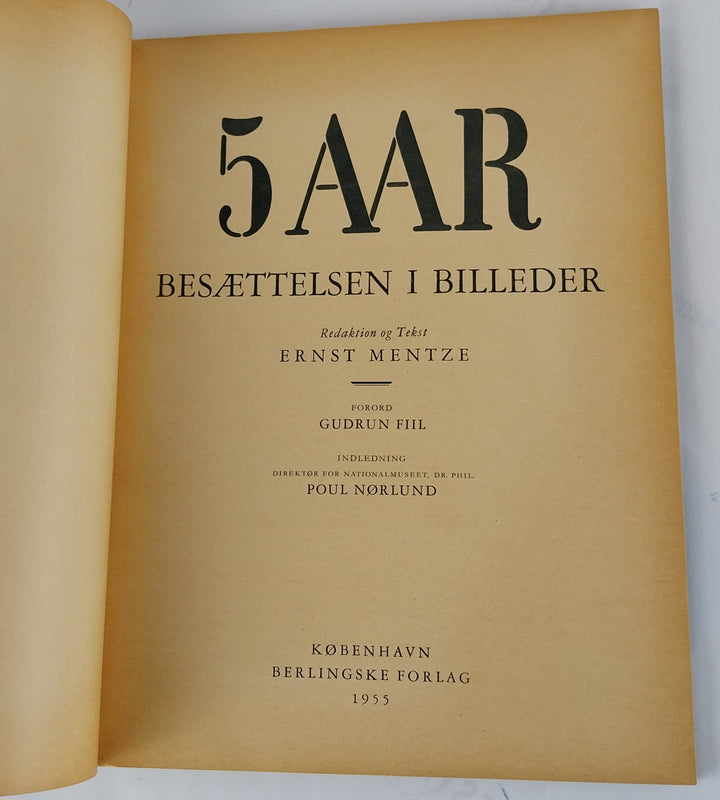 5 AAR
BESÆTTELSEN I BILLEDER
Redaktion og Tekst
ERNST MENTZE
FORORD
GUDRUN FIIL
INDLEDNING
DIREKTØR FOR NATIONALMUSEET, DR. PHIL.
POUL NØRLUND
KØBENHAVN
BERLINGSKE FORLAG
1955